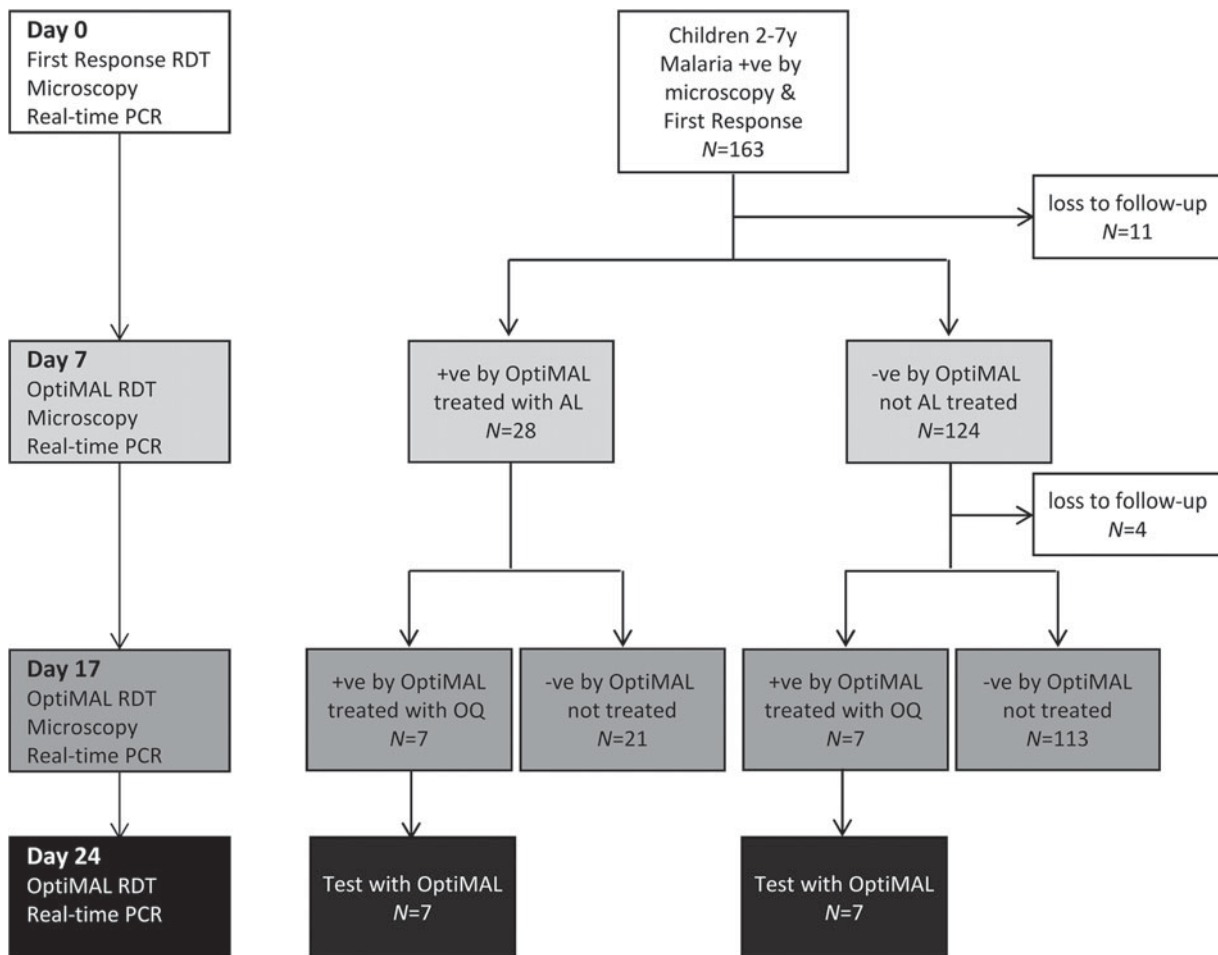 Day 0
First Response RDT
Microscopy
Real-time PCR
Children 2-7y
Malaria +ve by
microscopy &
First Response
N=163
loss to follow-up
N=11
Day 7
OptiMAL RDT
Microscopy
Real-time PCR
+ve by OptiMAL
treated with AL
N=28
-ve by OptiMAL
not AL treated
N=124
loss to follow-up
N=4
Day 17
OptiMAL RDT
Microscopy
Real-time PCR
+ve by OptiMAL
treated with OQ
N=7
-ve by OptiMAL
not treated
N=21
+ve by OptiMAL
treated with OQ
N=7
-ve by OptiMAL
not treated
N=113
Day 24
OptiMAL RDT
Real-time PCR
Test with OptiMAL
N=7
Test with OptiMAL
N=7